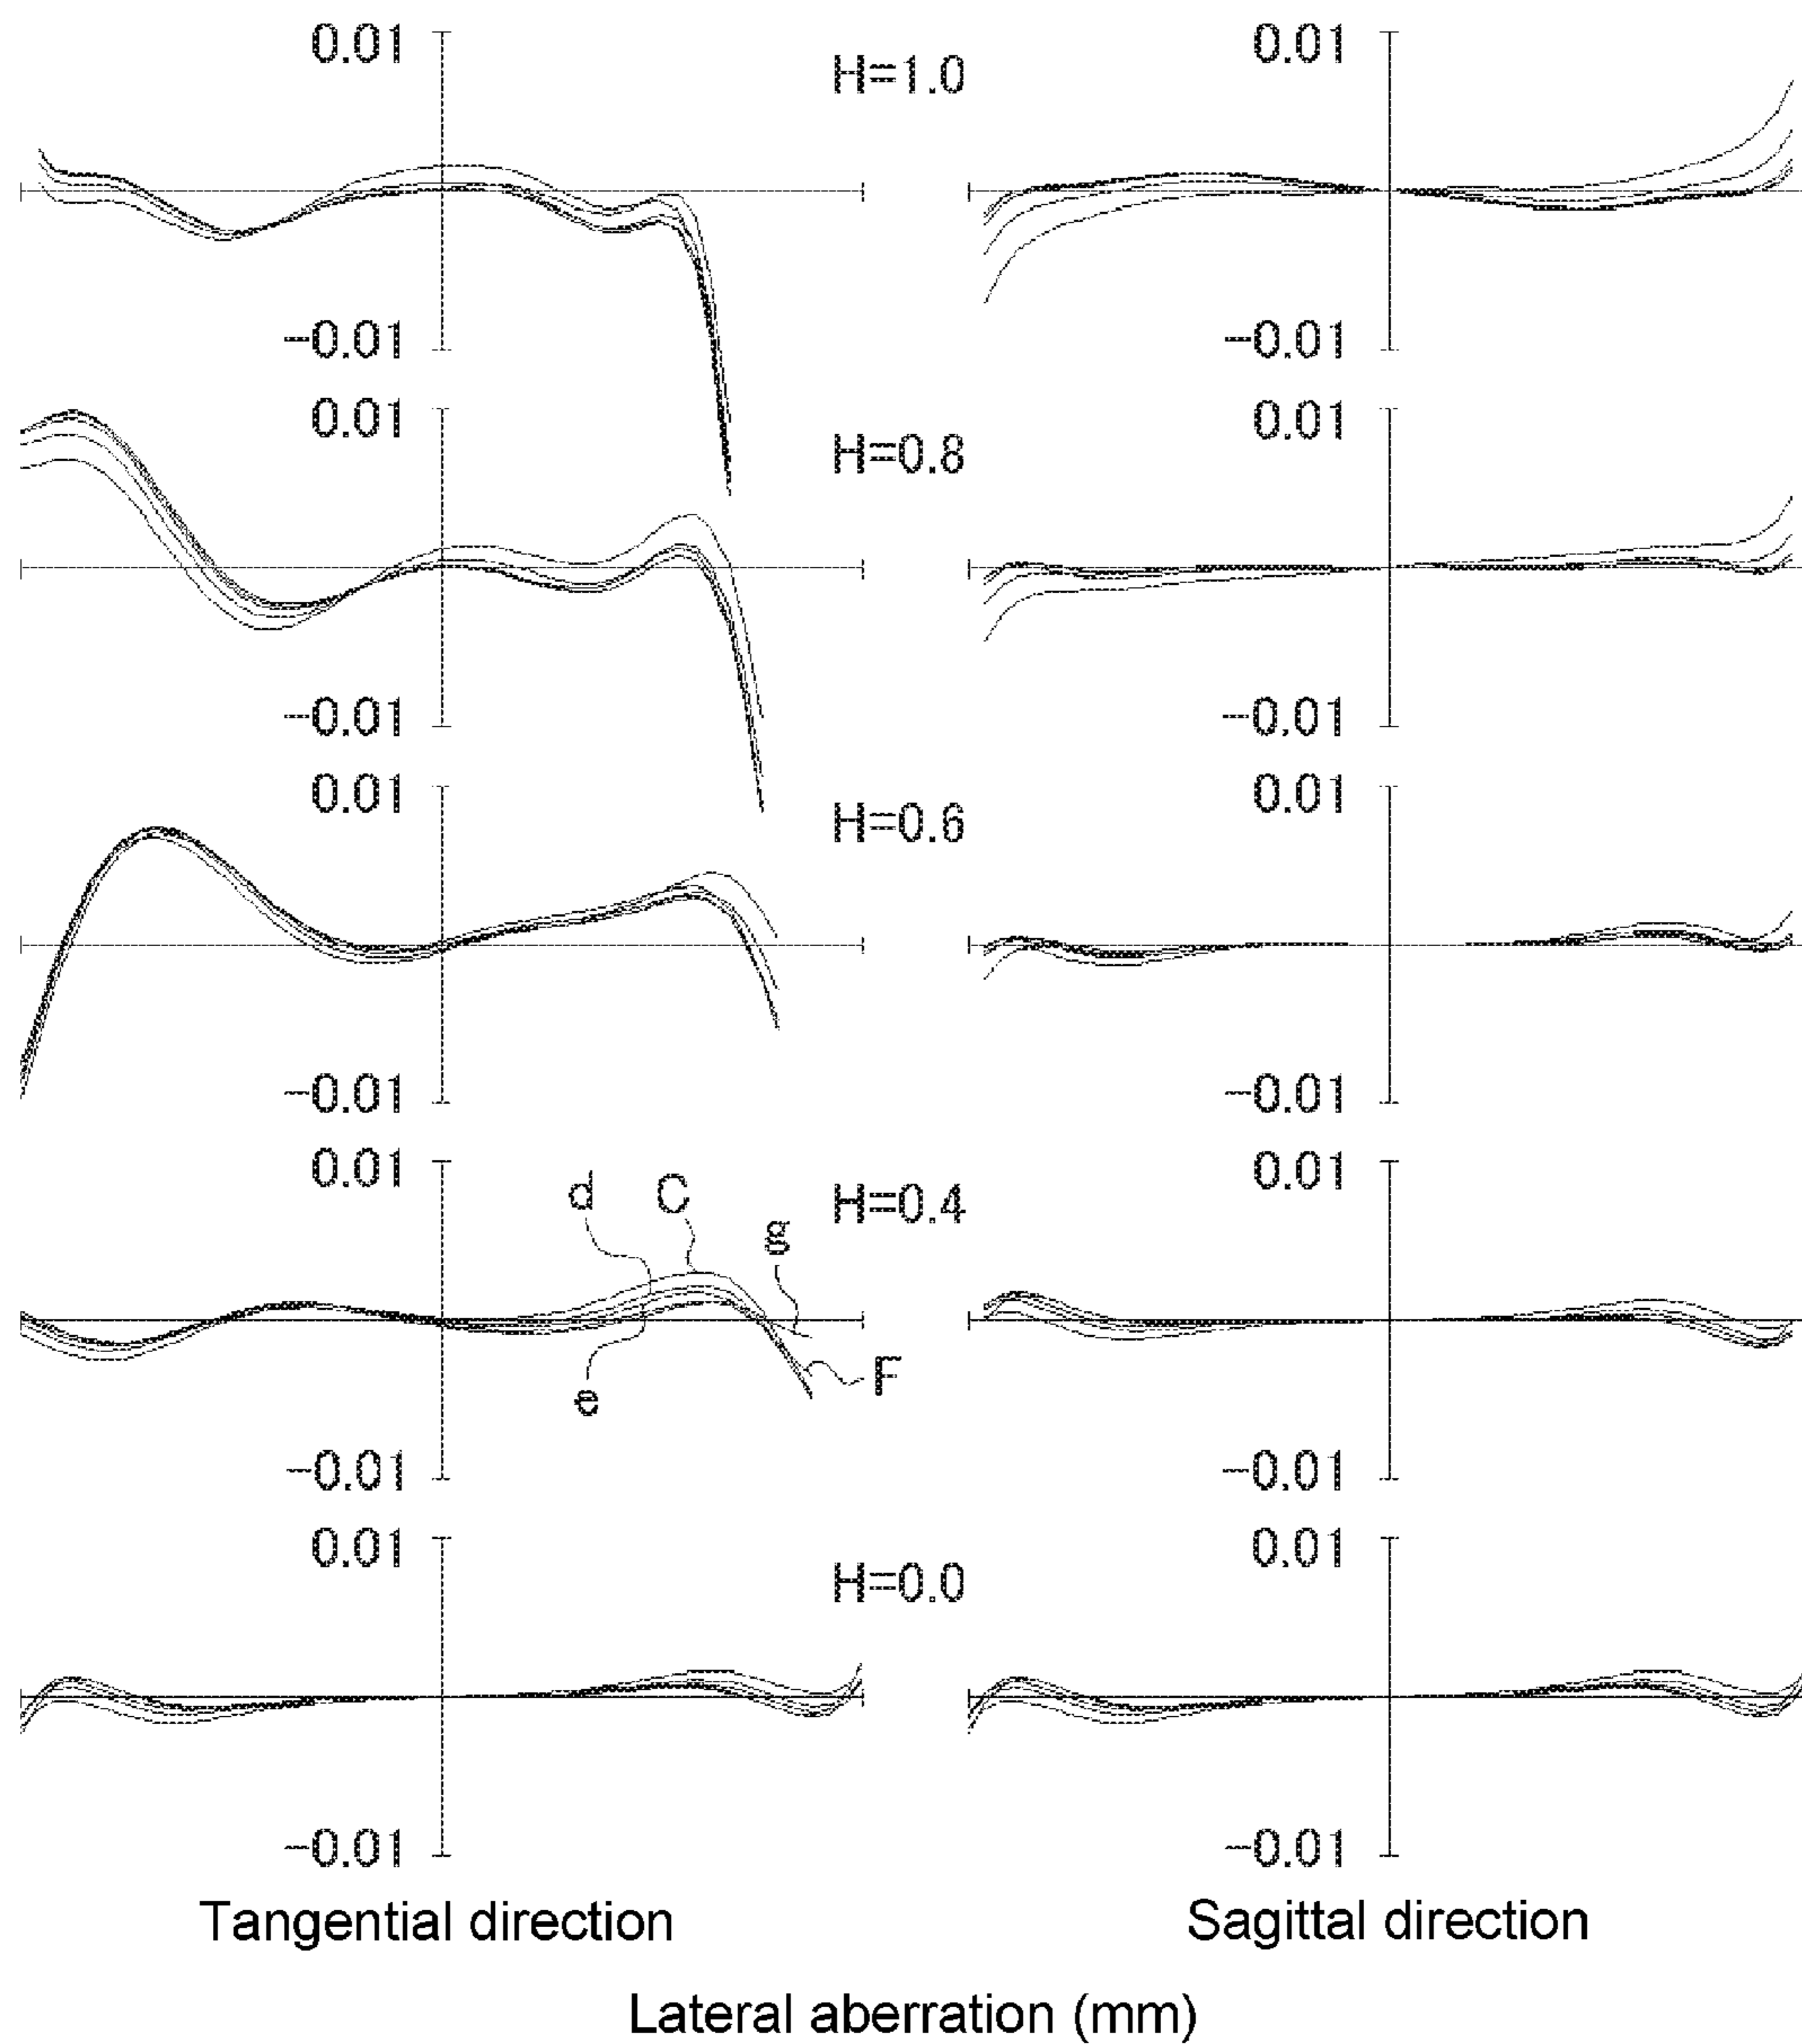 0.01 0.01
H=1.0
-0.01 -0.01
0.01 0.01
H=0.8
-0.01 -0.01
0.01 0.01
H=0.6
-0.01 -0.01
0.01 0.01
d C H=0.4
g
F
e
-0.01 -0.01
0.01 0.01
H=0.0
-0.01 -0.01
Tangential direction Sagittal direction
Lateral aberration (mm)